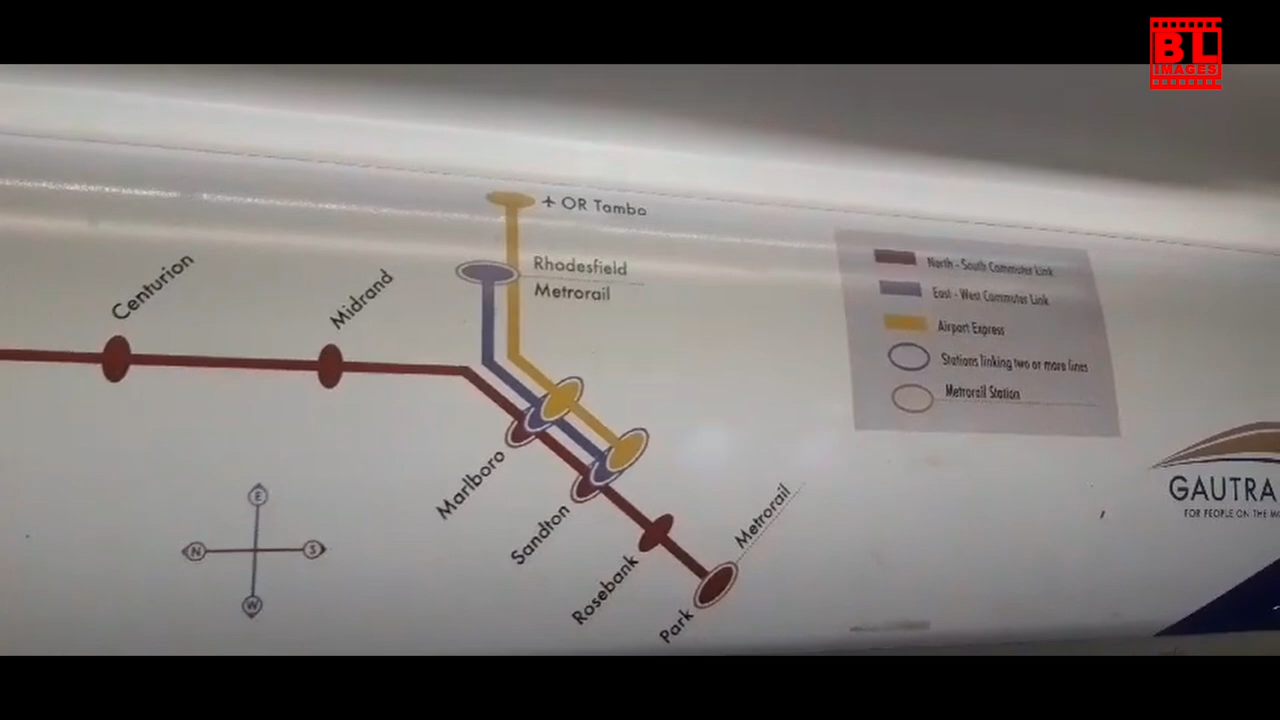 BL
IMAGES
OR Tambo
Rhodesfield
Metrorail
Centurion
Midrand
Marlboro
Sandton
Rosebank
Park
Metrorail
North - South Commuter Link
East - West Commuter Link
Airport Express
Stations linking two or more lines
Metrorail Station
E
N
S
W
GAUTRA
FOR PEOPLE ON THE